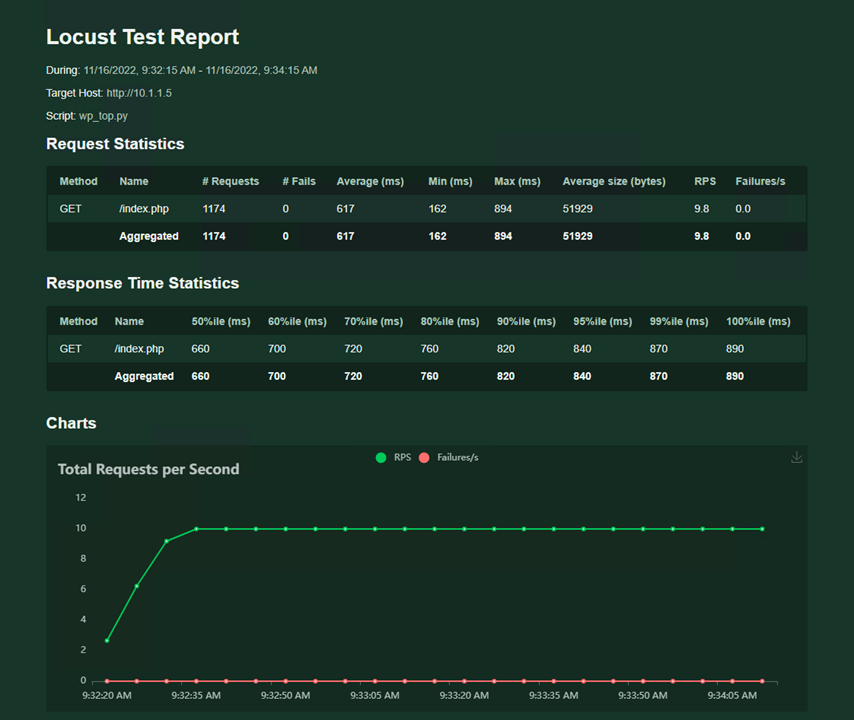 Locust Test Report
During: 11/16/2022, 9:32:15 AM - 11/16/2022, 9:34:15 AM
Target Host: http://10.1.1.5
Script: wp_top.py
Request Statistics
Method Name # Requests # Fails Average (ms) Min (ms) Max (ms) Average size (bytes) RPS Failures/s
GET /index.php 1174 0 617 162 894 51929 9.8 0.0
Aggregated 1174 0 617 162 894 51929 9.8 0.0
Response Time Statistics
Method Name 50%ile (ms) 60%ile (ms) 70%ile (ms) 80%ile (ms) 90%ile (ms) 95%ile (ms) 99%ile (ms) 100%ile (ms)
GET /index.php 660 700 720 760 820 840 870 890
Aggregated 660 700 720 760 820 840 870 890
Charts
RPS Failures/s
Total Requests per Second
12
10
8
6
4
2
0
9:32:20 AM 9:32:35 AM 9:32:50 AM 9:33:05 AM 9:33:20 AM 9:33:35 AM 9:33:50 AM 9:34:05 AM